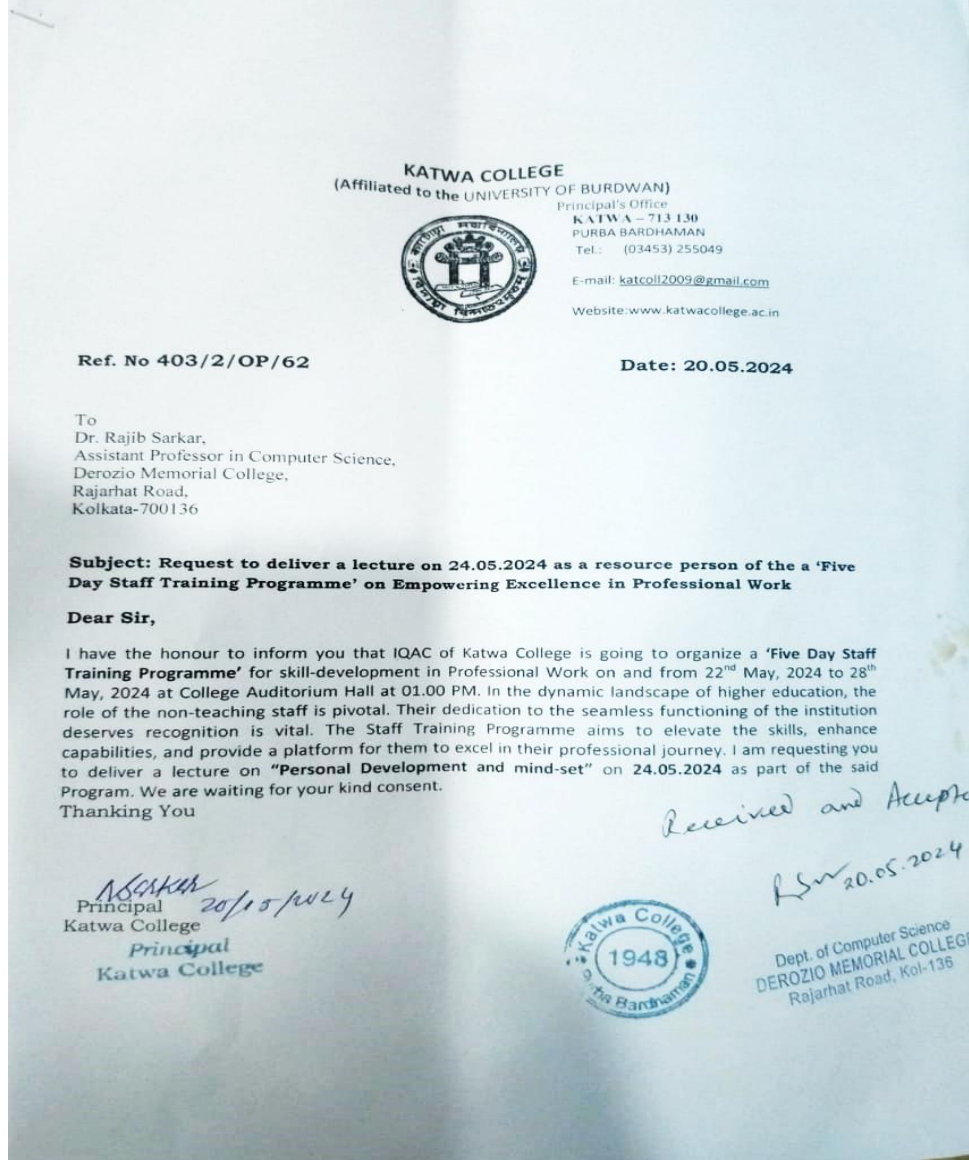 KATWA COLLEGE
(Affiliated to the UNIVERSITY OF BURDWAN)
Principal's Office
KATWA – 713 130
PURBA BARDHAMAN
Tel.: (03453) 255049
E-mail: katcoll2009@gmail.com
Website:www.katwacollege.ac.in
Ref. No 403/2/OP/62
Date: 20.05.2024
To
Dr. Rajib Sarkar,
Assistant Professor in Computer Science,
Derozio Memorial College,
Rajarhat Road,
Kolkata-700136
Subject: Request to deliver a lecture on 24.05.2024 as a resource person of the a 'Five
Day Staff Training Programme' on Empowering Excellence in Professional Work
Dear Sir,
I have the honour to inform you that IQAC of Katwa College is going to organize a 'Five Day Staff
Training Programme' for skill-development in Professional Work on and from 22nd May, 2024 to 28th
May, 2024 at College Auditorium Hall at 01.00 PM. In the dynamic landscape of higher education, the
role of the non-teaching staff is pivotal. Their dedication to the seamless functioning of the institution
deserves recognition is vital. The Staff Training Programme aims to elevate the skills, enhance
capabilities, and provide a platform for them to excel in their professional journey. I am requesting you
to deliver a lecture on "Personal Development and mind-set" on 24.05.2024 as part of the said
Program. We are waiting for your kind consent.
Thanking You
Received and Accepte
20.05.2024
20/05/2024
Principal
Katwa College
Principal
Katwa College
Katwa College
1948
Bardhaman
Dept. of Computer Science
DEROZIO MEMORIAL COLLEGE
Rajarhat Road, Kol-136